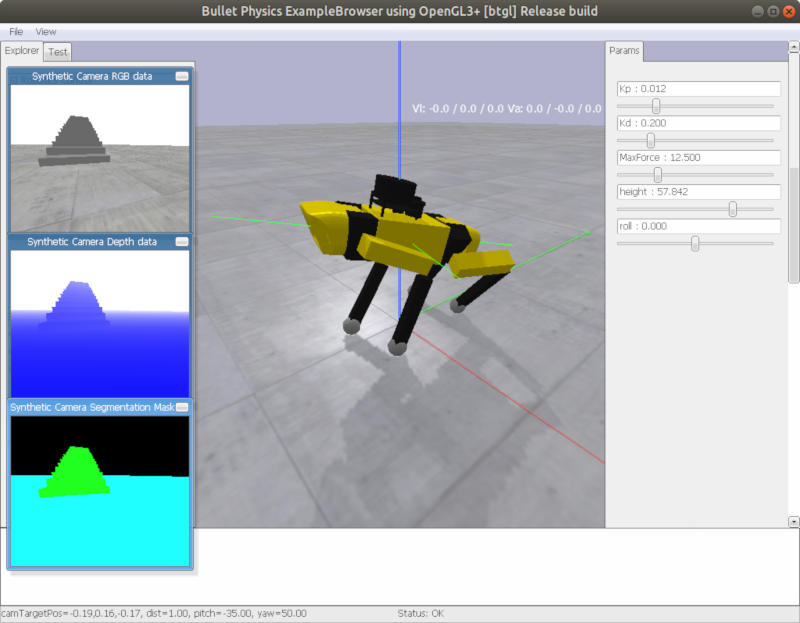 Bullet Physics ExampleBrowser using OpenGL3+ [btgl] Release build
File View
Explorer Test
Params
Synthetic Camera RGB data
Vl: -0.0 / 0.0 / 0.0 Va: 0.0 / -0.0 / 0.0
Kp : 0.012
Kd : 0.200
MaxForce : 12.500
height : 57.842
roll : 0.000
Synthetic Camera Depth data
Synthetic Camera Segmentation Mask
camTargetPos=-0.19,0.16,-0.17, dist=1.00, pitch=-35.00, yaw=50.00
Status: OK